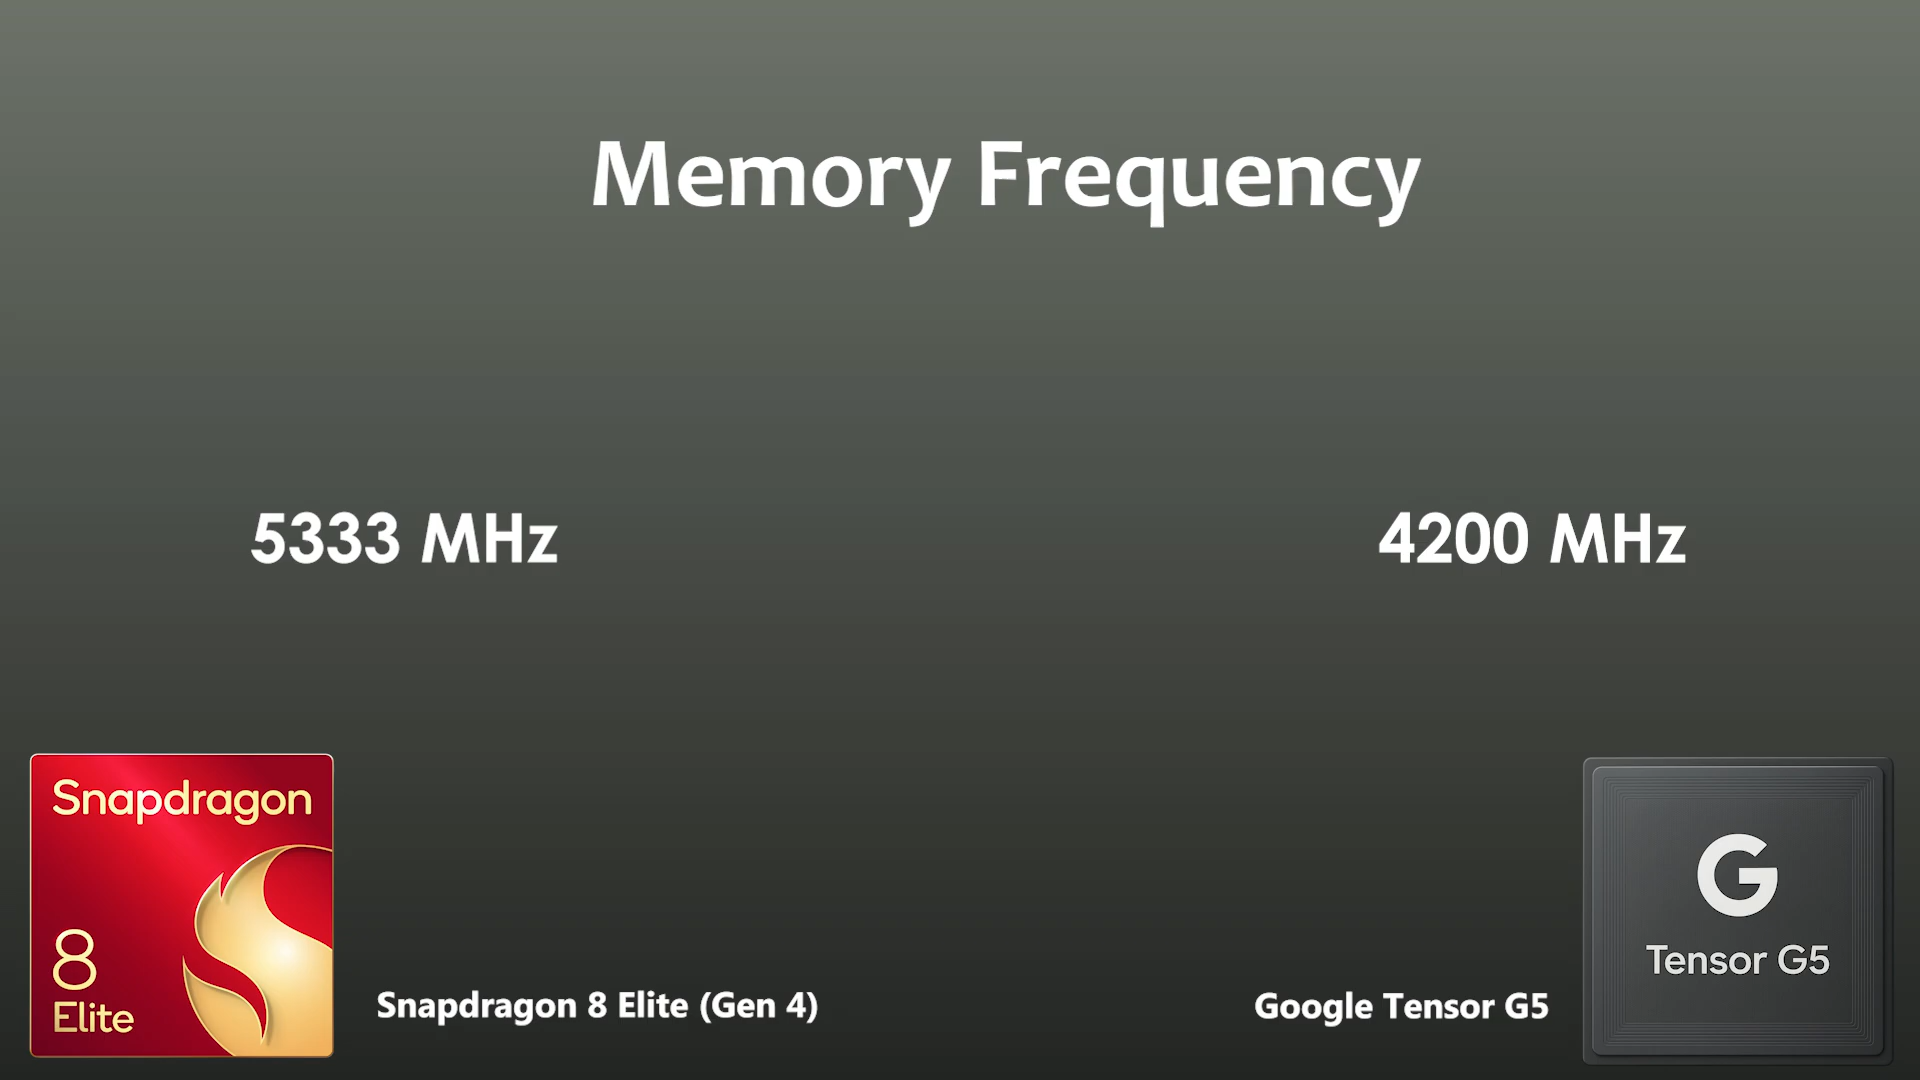 Memory Frequency
5333 MHz
4200 MHz
Snapdragon
8
Elite
Snapdragon 8 Elite (Gen 4)
Google Tensor G5
G
Tensor G5